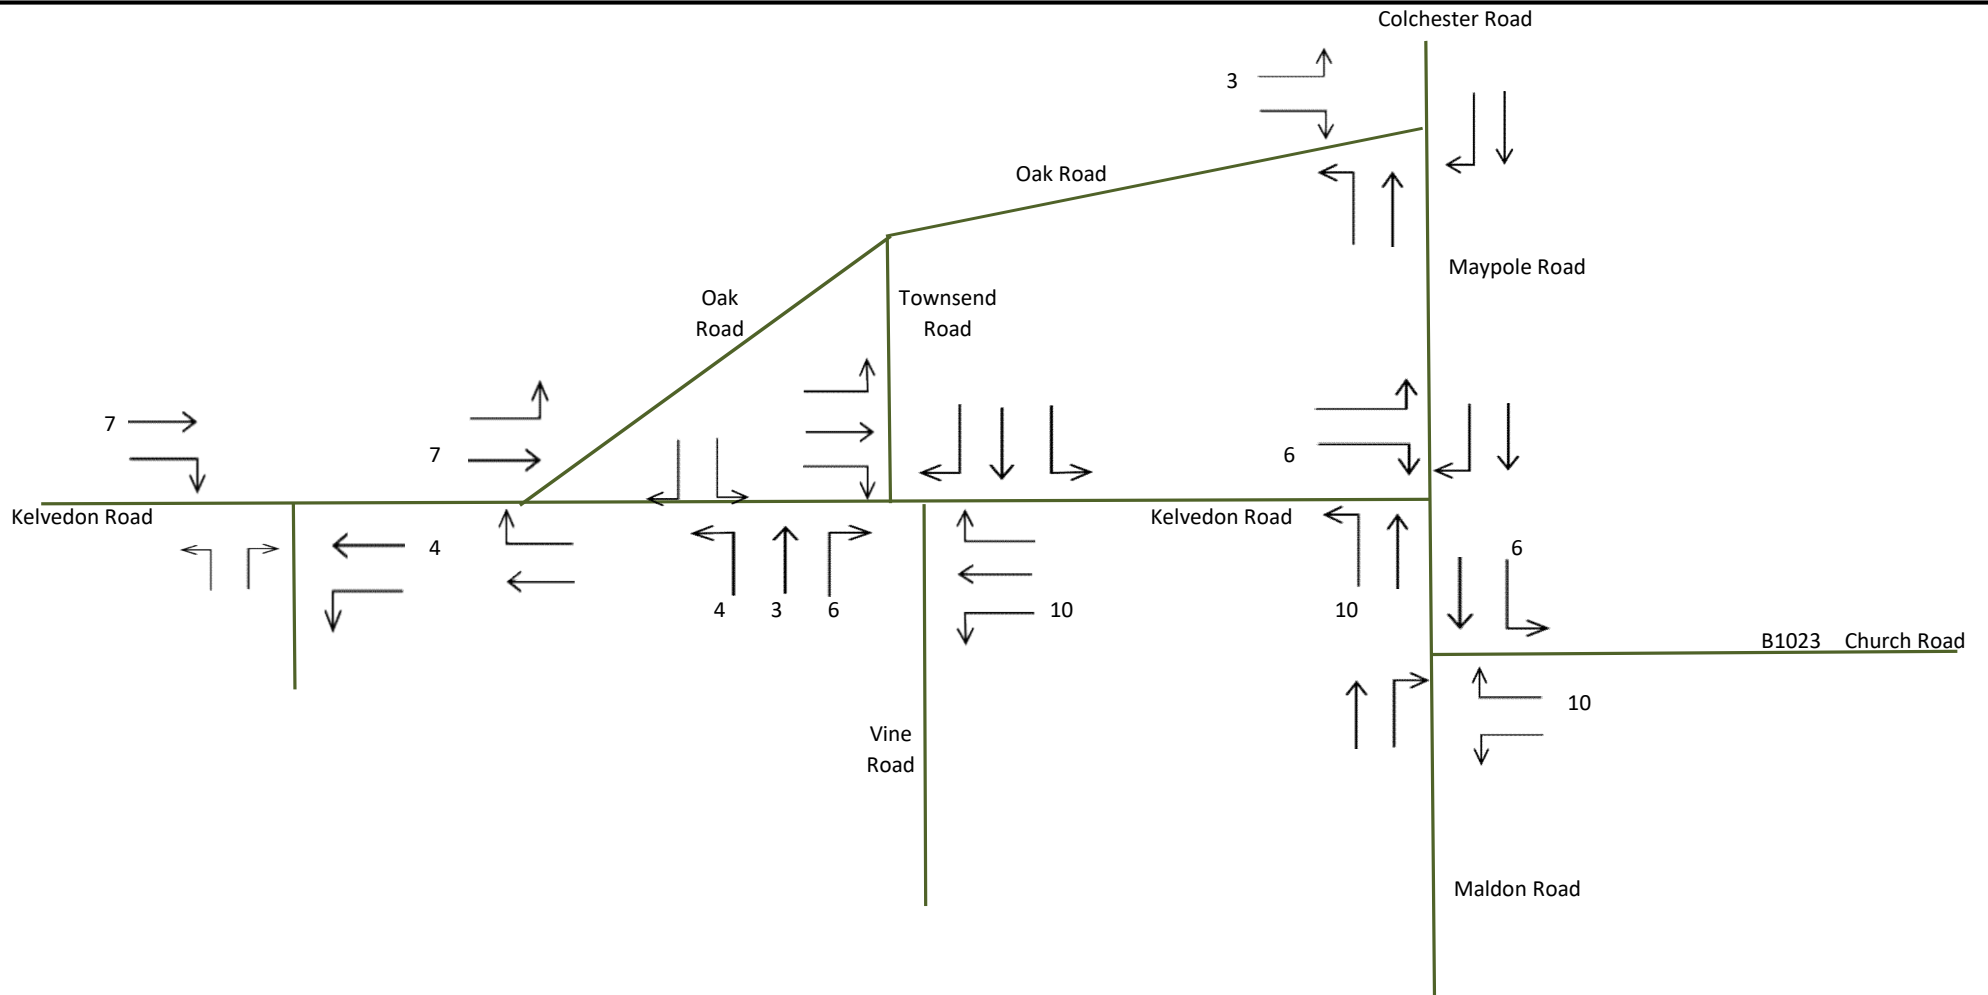 Colchester Road
3
Oak Road
Maypole Road
Oak
Road
Townsend
Road
7
7
6
Kelvedon Road
Kelvedon Road
4
6
4
3
6
10
10
B1023 Church Road
10
Vine
Road
Maldon Road